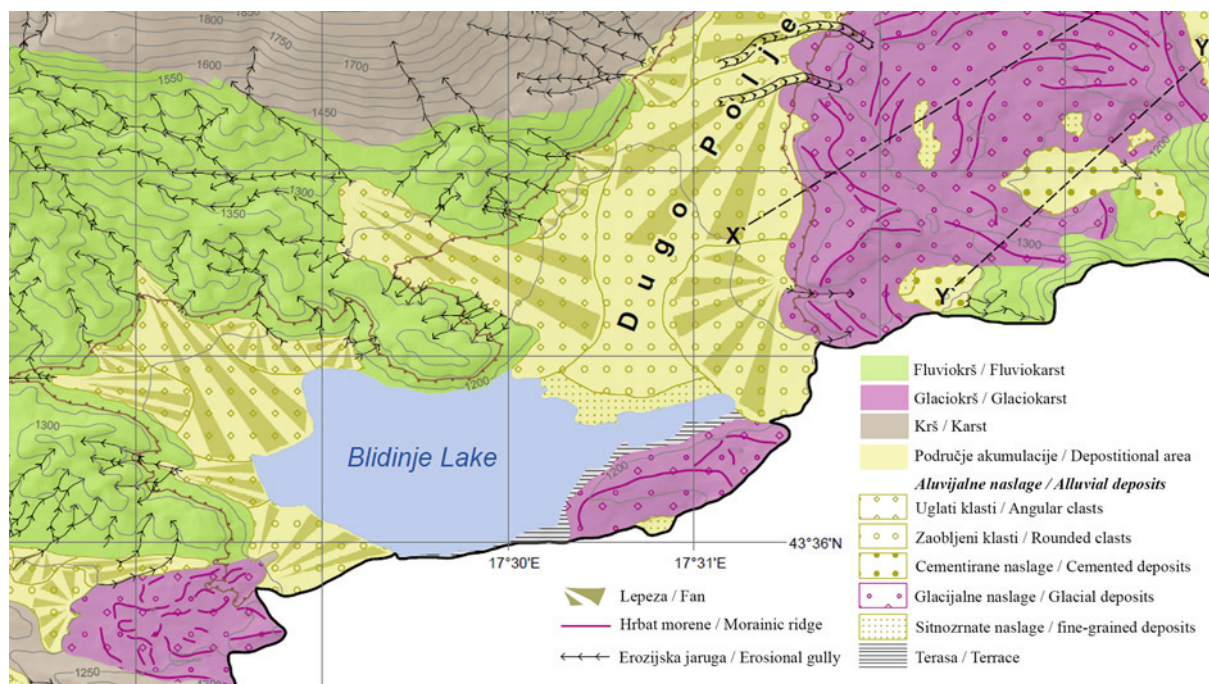 1800
1850
1750
1700
1600
1550
1450
1300
1350
1200
1300
1200
1300
1200
1250
Dugo Polje
X`
Y
Y`
Blidinje Lake
17°30'E
17°31'E
43°36'N
Fluviokrš / Fluviokarst
Glaciokrš / Glaciokarst
Krš / Karst
Područje akumulacije / Depostitional area
Aluvijalne naslage / Alluvial deposits
Uglati klasti / Angular clasts
Zaobljeni klasti / Rounded clasts
Cementirane naslage / Cemented deposits
Glacijalne naslage / Glacial deposits
Sitnozrnate naslage / fine-grained deposits
Terasa / Terrace
Lepeza / Fan
Hrbat morene / Morainic ridge
Erozijska jaruga / Erosional gully